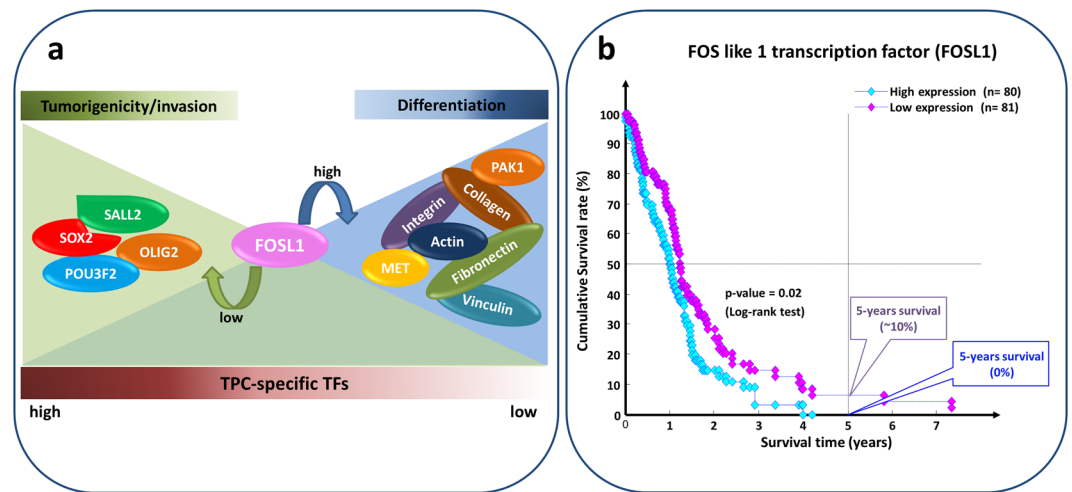 a
Tumorigenicity/invasion
Differentiation
high
PAK1
Collagen
Integrin
SALL2
SOX2
OLIG2
POU3F2
FOSL1
Actin
MET
Fibronectin
Vinculin
low
TPC-specific TFs
high
low
b
FOS like 1 transcription factor (FOSL1)
High expression (n= 80)
Low expression (n= 81)
Cumulative Survival rate (%)
100
90
80
70
60
50
40
30
20
10
0
p-value = 0.02
(Log-rank test)
5-years survival
(~10%)
5-years survival
(0%)
0 1 2 3 4 5 6 7
Survival time (years)